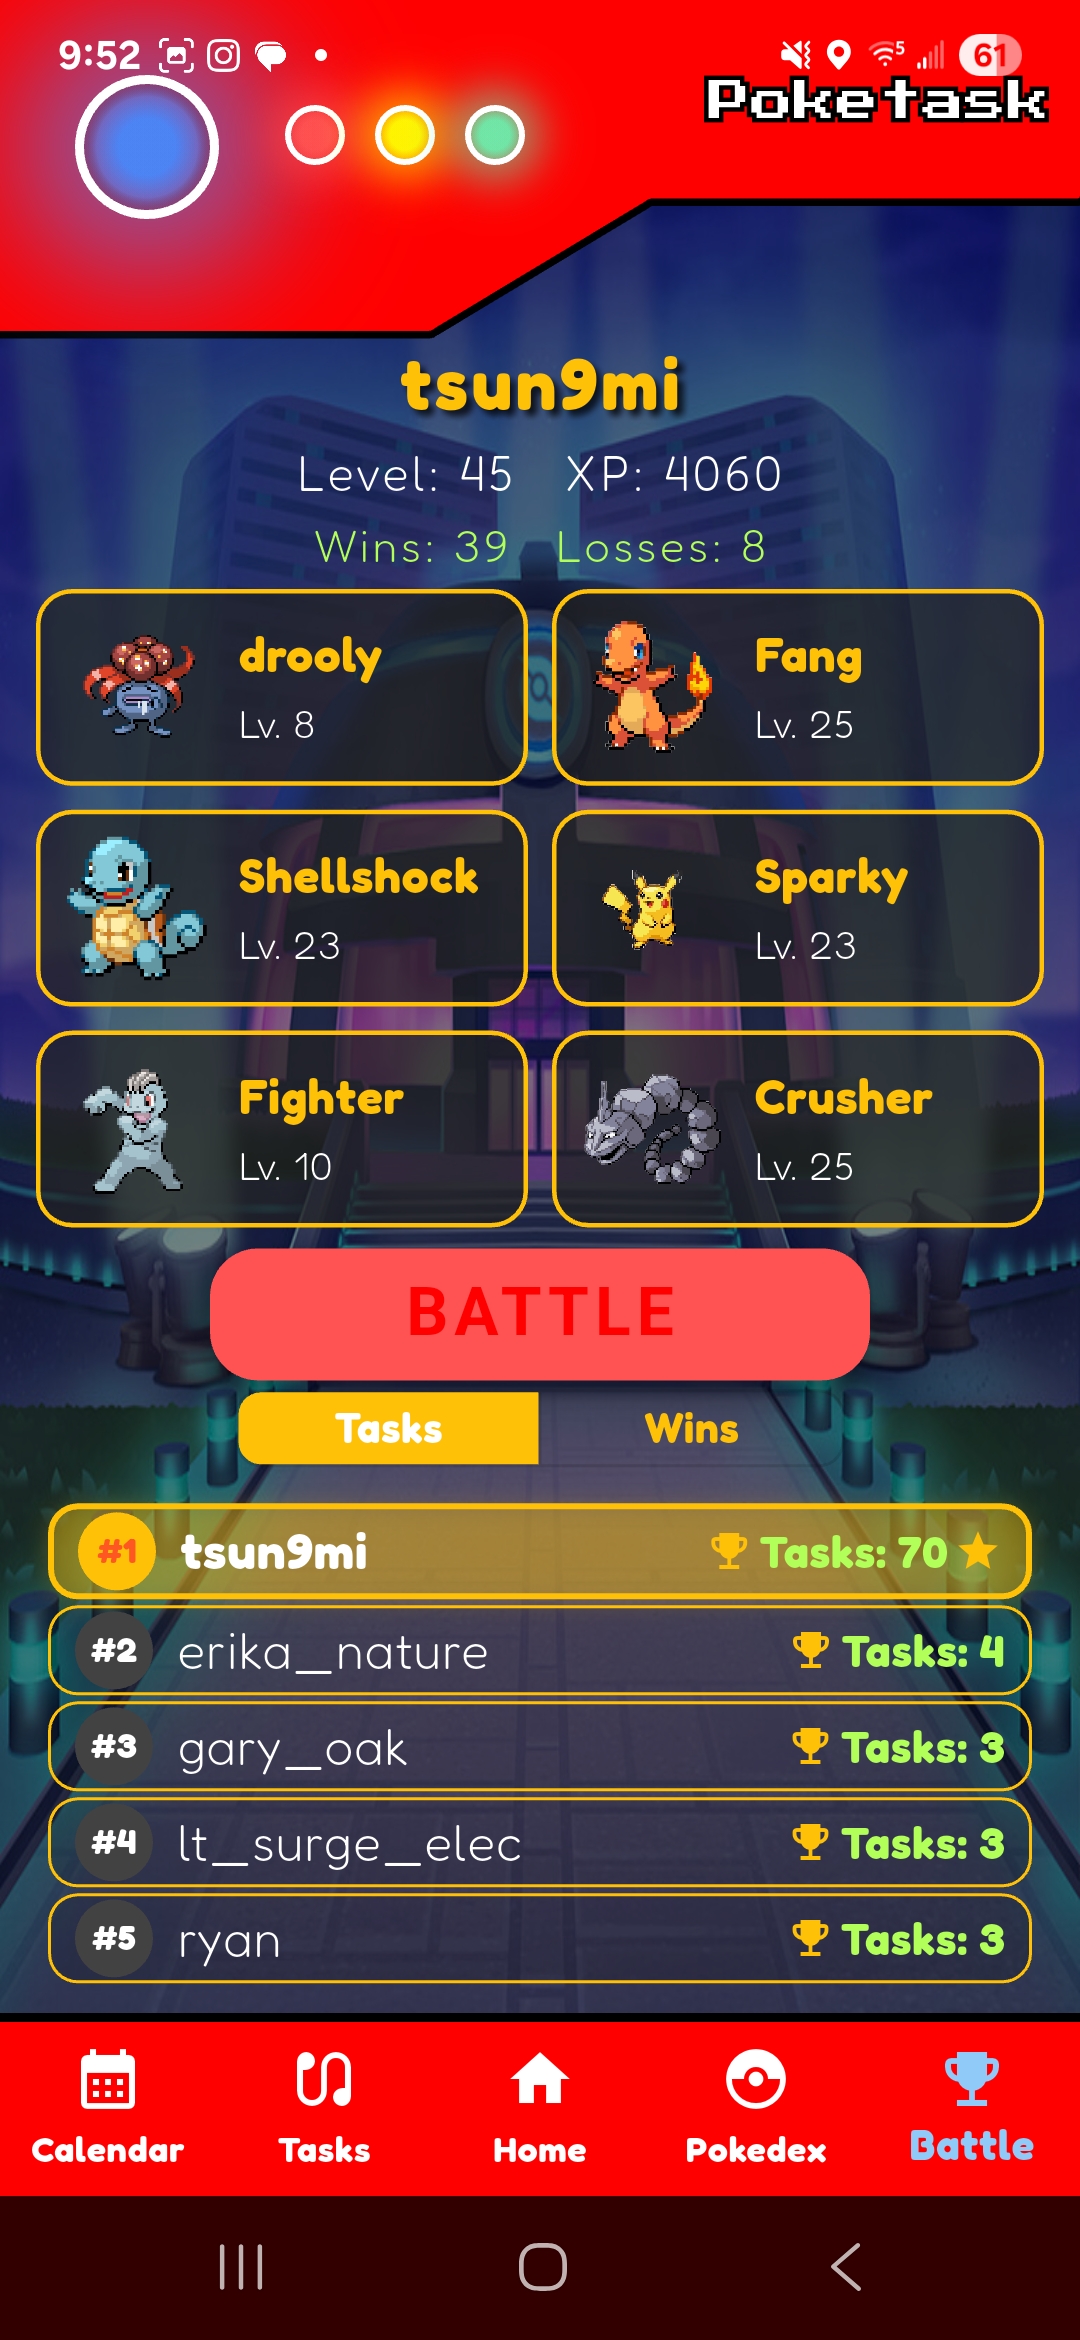 9:52
5
61
Poketask
tsun9mi
Level: 45 XP: 4060
Wins: 39 Losses: 8
drooly
Lv. 8
Fang
Lv. 25
Shellshock
Lv. 23
Sparky
Lv. 23
Fighter
Lv. 10
Crusher
Lv. 25
BATTLE
Tasks Wins
#1 tsun9mi Tasks: 70
#2 erika_nature Tasks: 4
#3 gary_oak Tasks: 3
#4 lt_surge_elec Tasks: 3
#5 ryan Tasks: 3
Calendar Tasks Home Pokedex Battle